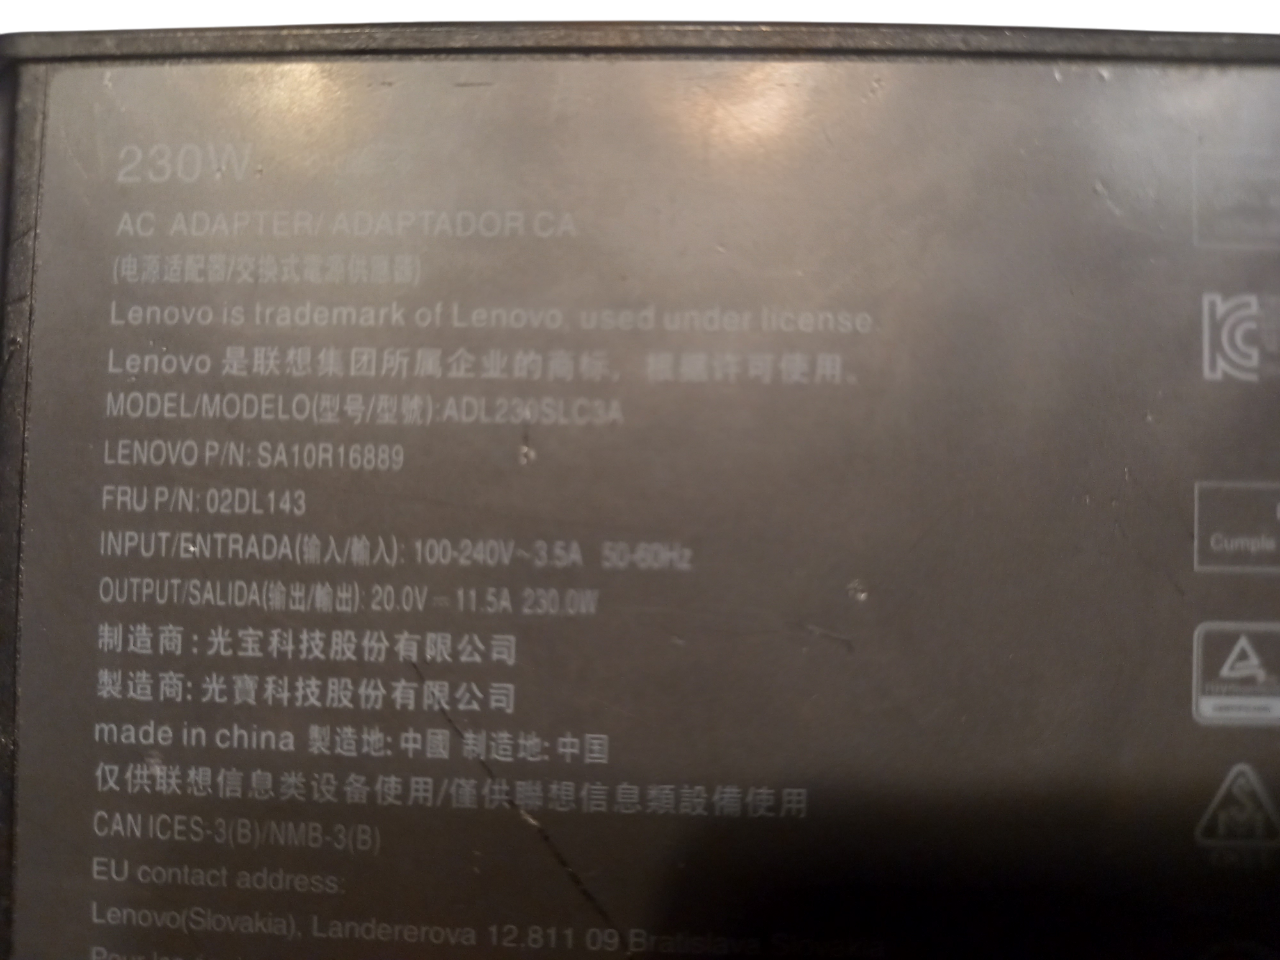 230W
AC ADAPTER/ ADAPTADOR CA
(电源适配器/交換式電源供應器)
Lenovo is trademark of Lenovo, used under license.
Lenovo 是联想集团所属企业的商标，根据许可使用。
MODEL/MODELO(型号/型號):ADL230SLC3A
LENOVO P/N: SA10R16889
FRU P/N: 02DL143
INPUT/ENTRADA(输入/輸入): 100-240V~3.5A 50-60Hz
OUTPUT/SALIDA(输出/輸出): 20.0V⎓11.5A 230.0W
制造商: 光宝科技股份有限公司
製造商: 光寶科技股份有限公司
made in china 製造地: 中國 制造地: 中国
仅供联想信息类设备使用/僅供聯想信息類設備使用
CAN ICES-3(B)/NMB-3(B)
EU contact address:
Lenovo(Slovakia), Landererova 12.811 09 Bratislava Slovakia
Cumple